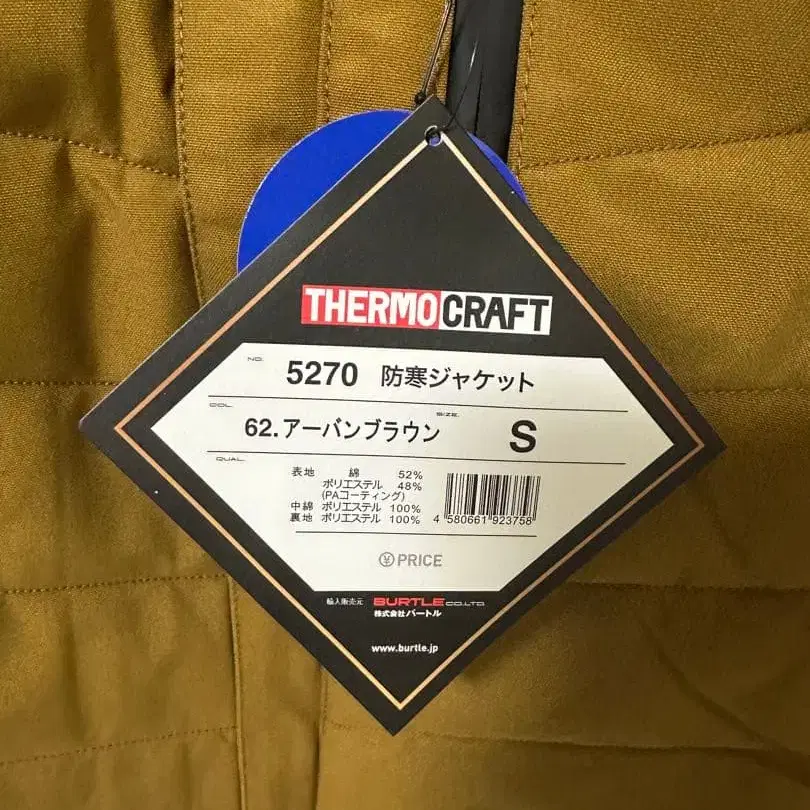 THERMO CRAFT
NO. 5270 防寒ジャケット
COL. 62.アーバンブラウン SIZE. S
QUAL.
表地 綿 52%
ポリエステル 48%
(PAコーティング)
中綿 ポリエステル 100%
裏地 ポリエステル 100%
4 580661 923758
¥ PRICE
輸入販売元 BURTLE CO.LTD.
株式会社バートル
www.burtle.jp